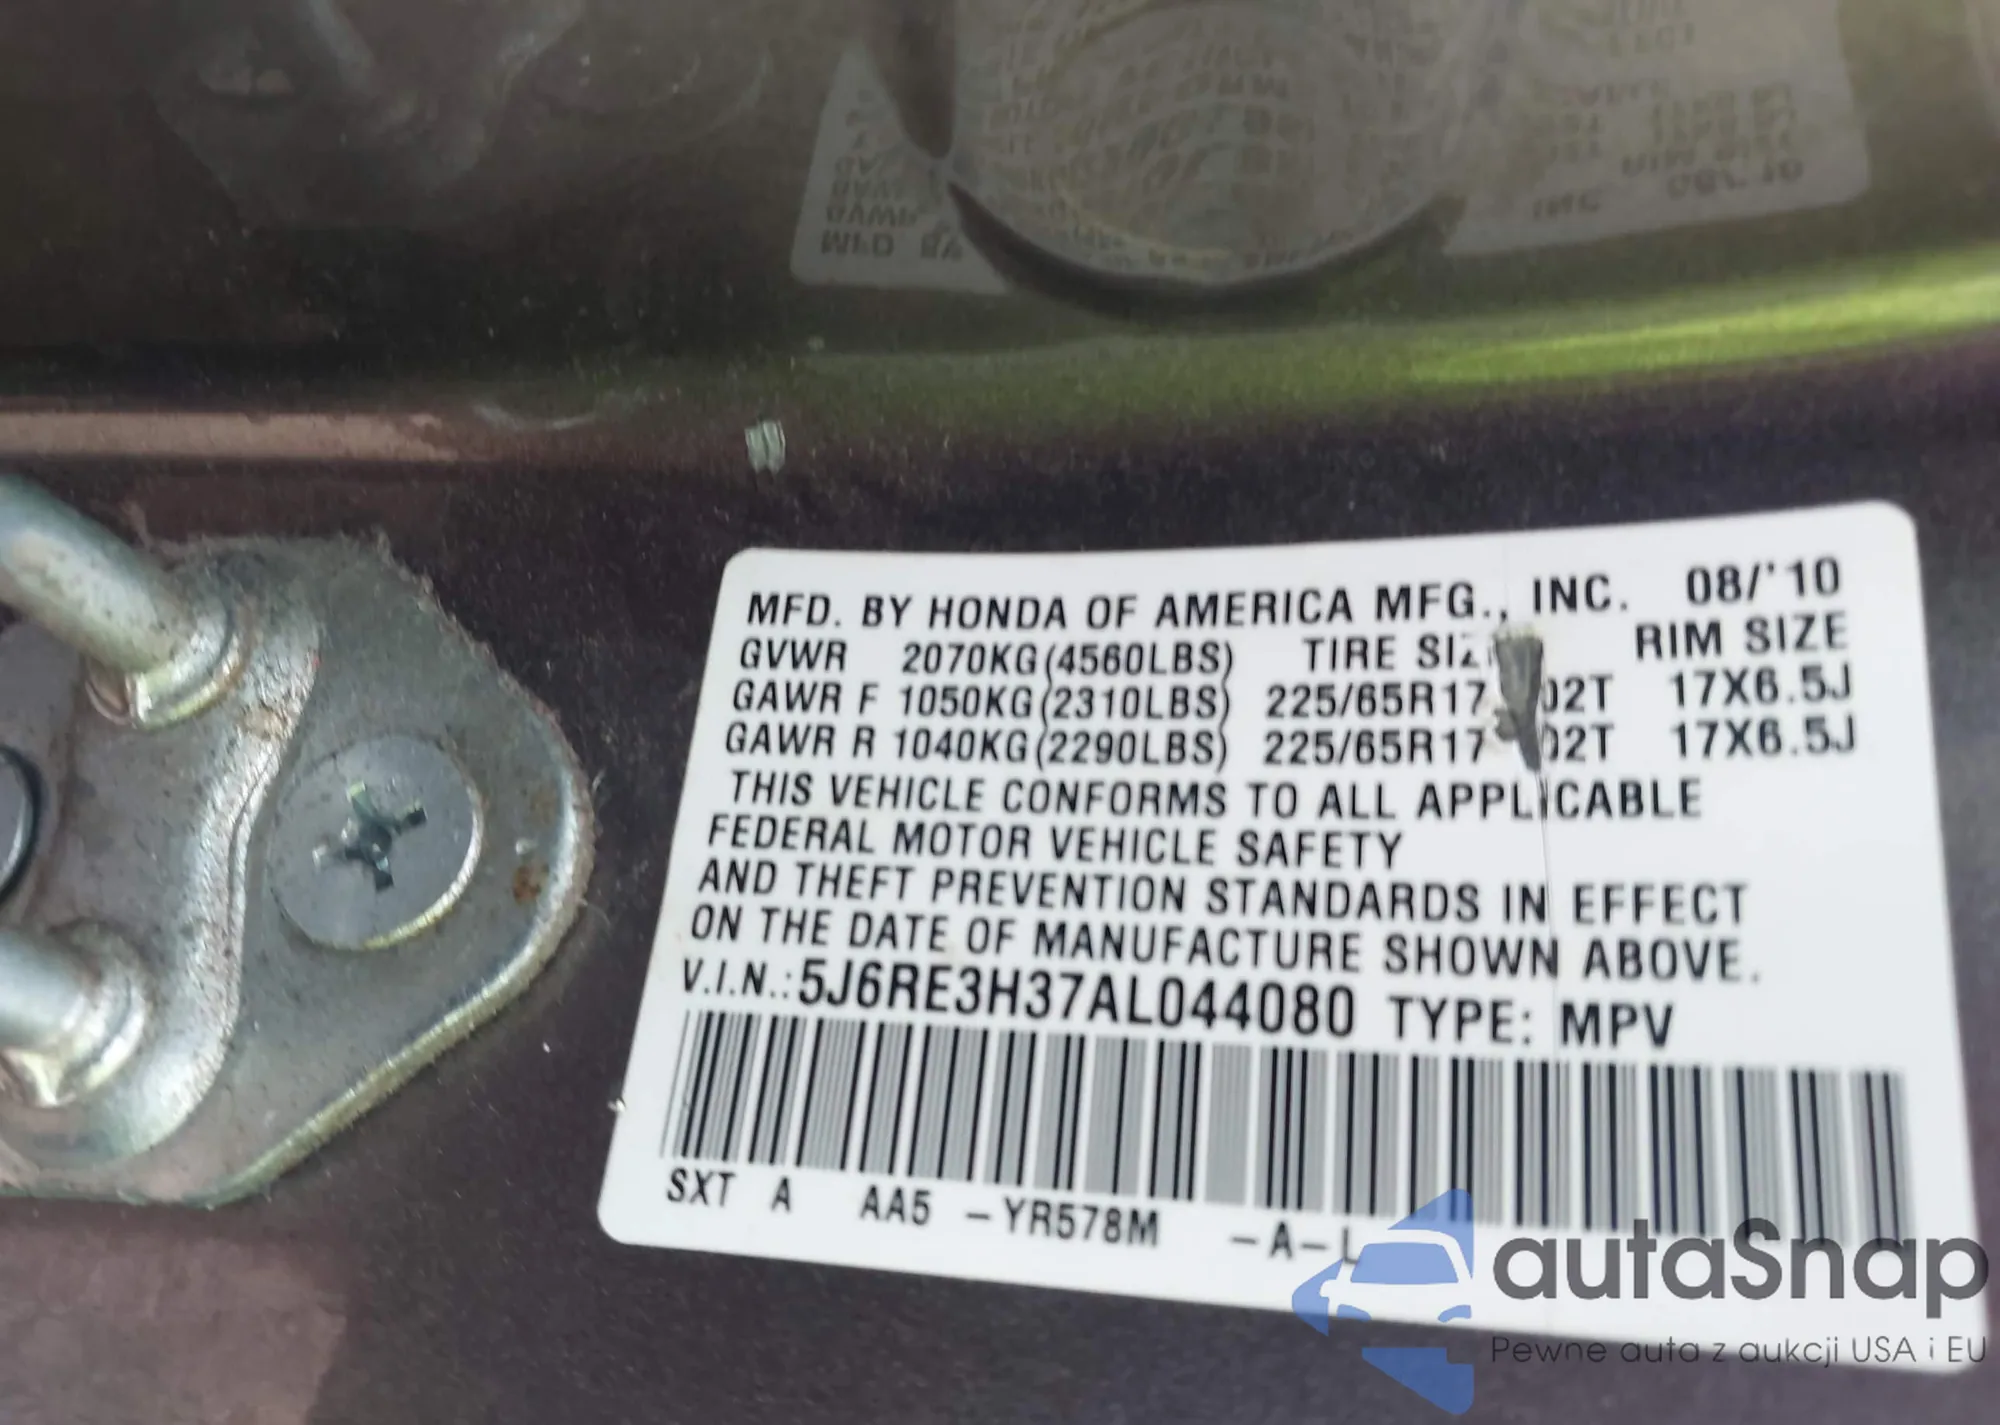 MFD. BY HONDA OF AMERICA MFG., INC. 08/'10
GVWR 2070KG(4560LBS) TIRE RIM SIZE
GAWR F 1050KG(2310LBS) 225/65R17 02T 17X6.5J
GAWR R 1040KG(2290LBS) 225/65R17 02T 17X6.5J
THIS VEHICLE CONFORMS TO ALL APPLICABLE
FEDERAL MOTOR VEHICLE SAFETY
AND THEFT PREVENTION STANDARDS IN EFFECT
ON THE DATE OF MANUFACTURE SHOWN ABOVE.
V.I.N.: 5J6RE3H37AL044080 TYPE: MPV
SXT A AA5 -YR578M -A-L
autaSnap
Pewne auta z aukcji USA i EU